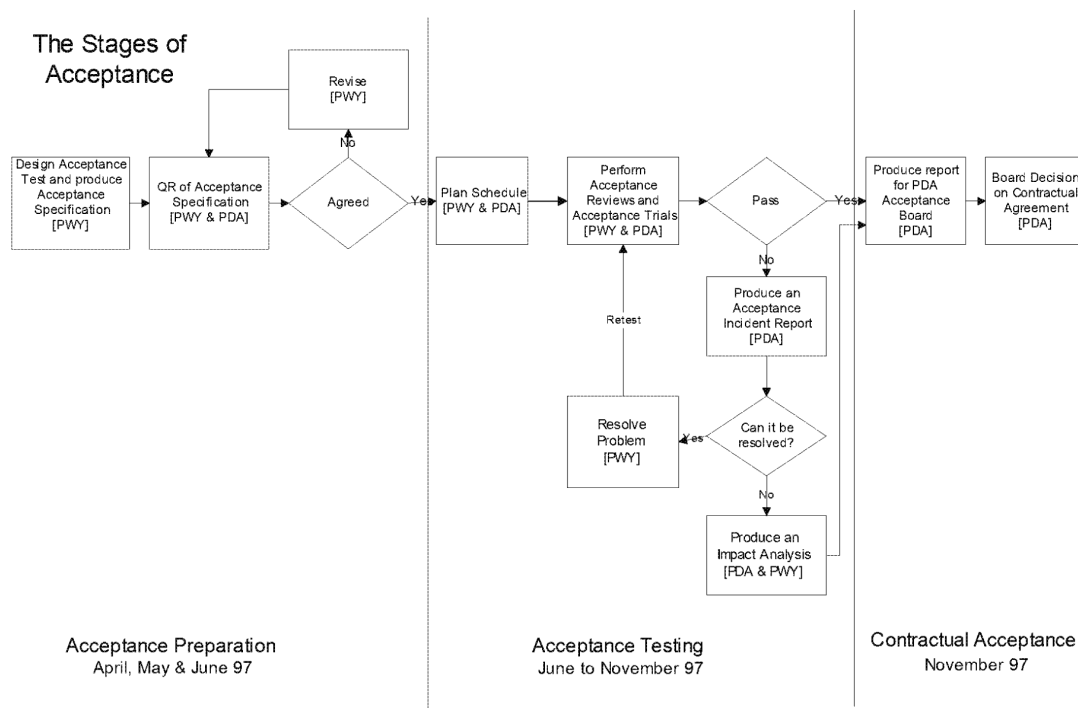 The Stages of
Acceptance
Revise
[PWY]
No
Design Acceptance
Test and produce
Acceptance
Specification
[PWY]
QR of Acceptance
Specification
[PWY & PDA]
Agreed
Yes
Plan Schedule
[PWY & PDA]
Perform
Acceptance
Reviews and
Acceptance Trials
[PWY & PDA]
Pass
Yes
Produce report
for PDA
Acceptance
Board
[PDA]
Board Decision
on Contractual
Agreement
[PDA]
No
Produce an
Acceptance
Incident Report
[PDA]
Retest
Resolve
Problem
[PWY]
Yes
Can it be
resolved?
No
Produce an
Impact Analysis
[PDA & PWY]
Acceptance Preparation
April, May & June 97
Acceptance Testing
June to November 97
Contractual Acceptance
November 97